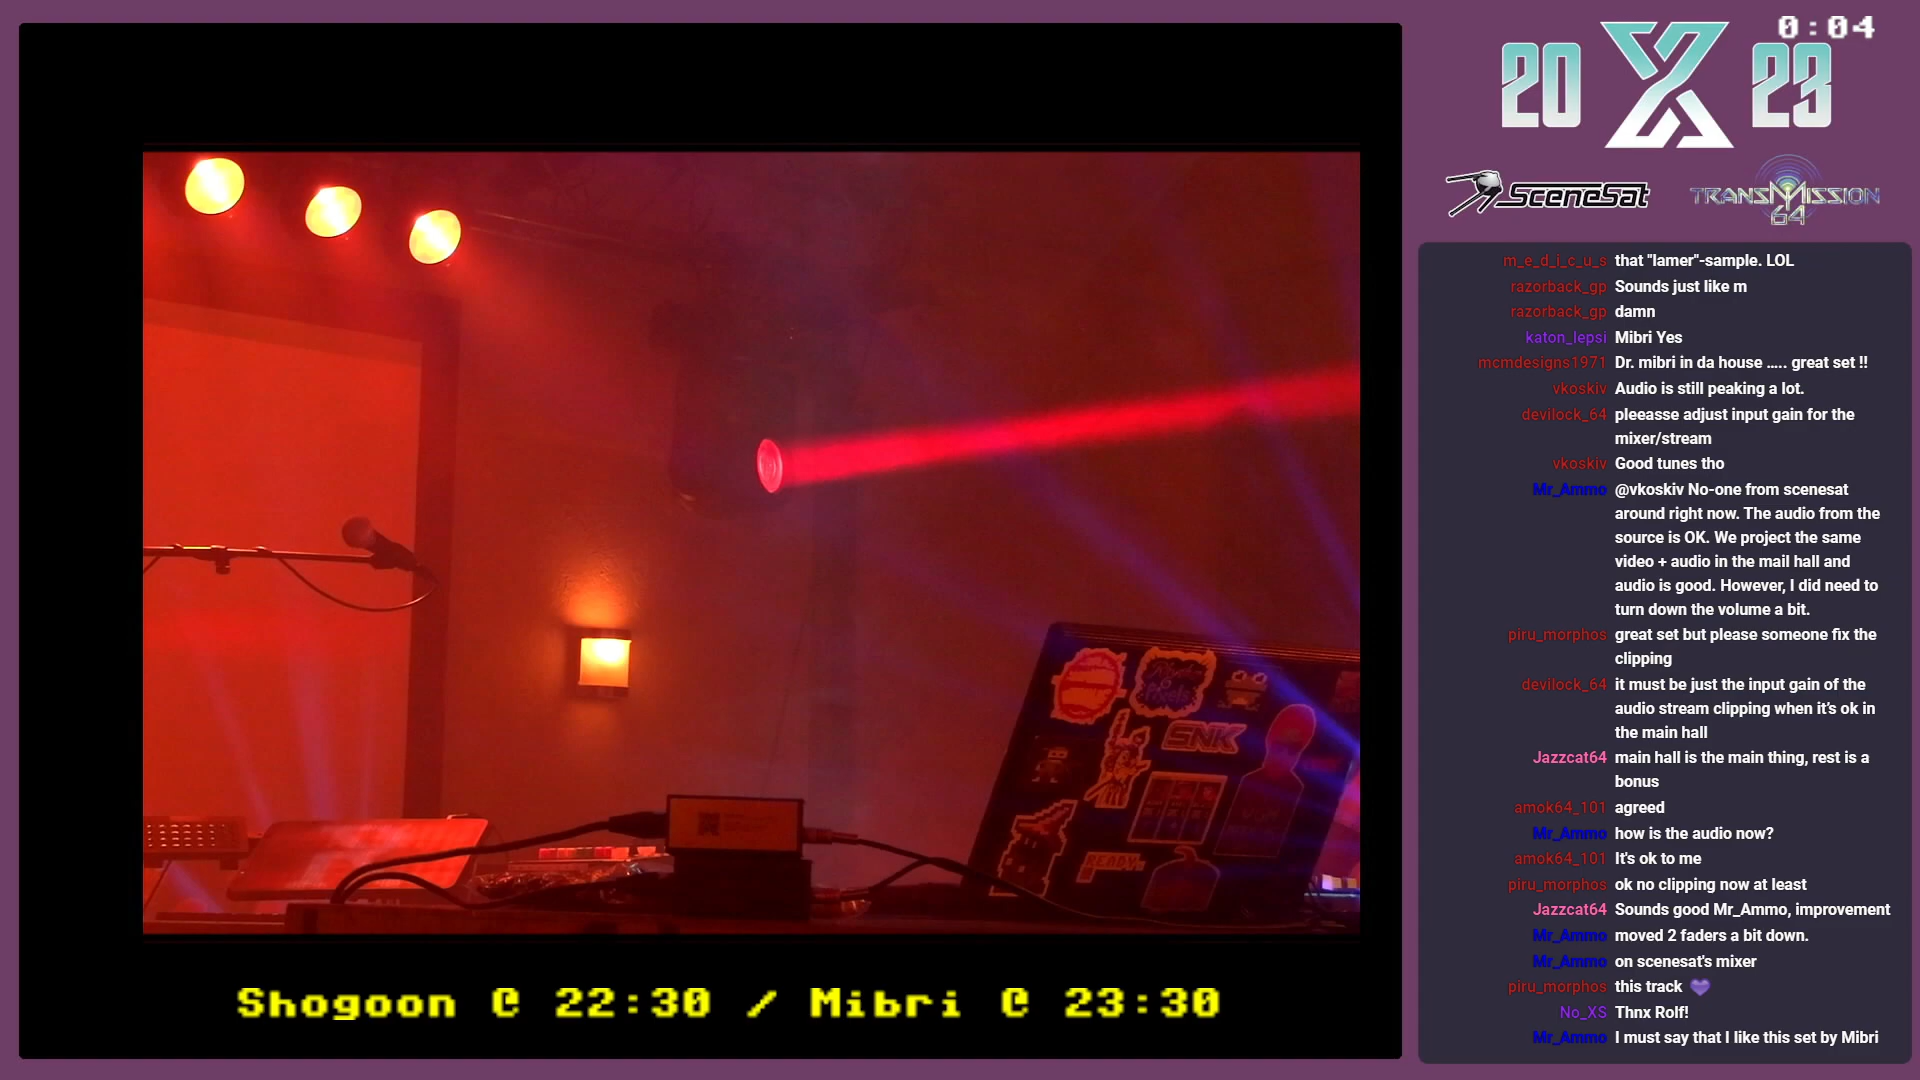 0:04
20 X 23
SceneSat
TRANSMISSION
64
m_e_d_i_c_u_s that "lamer"-sample. LOL
razorback_gp Sounds just like m
razorback_gp damn
katon_lepsi Mibri Yes
mcmdesigns1971 Dr. mibri in da house ..... great set !!
vkoskiv Audio is still peaking a lot.
devilock_64 pleeasse adjust input gain for the
mixer/stream
vkoskiv Good tunes tho
Mr_Ammo @vkoskiv No-one from scenesat
around right now. The audio from the
source is OK. We project the same
video + audio in the mail hall and
audio is good. However, I did need to
turn down the volume a bit.
piru_morphos great set but please someone fix the
clipping
devilock_64 it must be just the input gain of the
audio stream clipping when it's ok in
the main hall
Jazzcat64 main hall is the main thing, rest is a
bonus
amok64_101 agreed
Mr_Ammo how is the audio now?
amok64_101 It's ok to me
piru_morphos ok no clipping now at least
Jazzcat64 Sounds good Mr_Ammo, improvement
Mr_Ammo moved 2 faders a bit down.
Mr_Ammo on scenesat's mixer
piru_morphos this track 💜
No_XS Thnx Rolf!
Mr_Ammo I must say that I like this set by Mibri
SNK
READY.
Shogoon @ 22:30 / Mibri @ 23:30